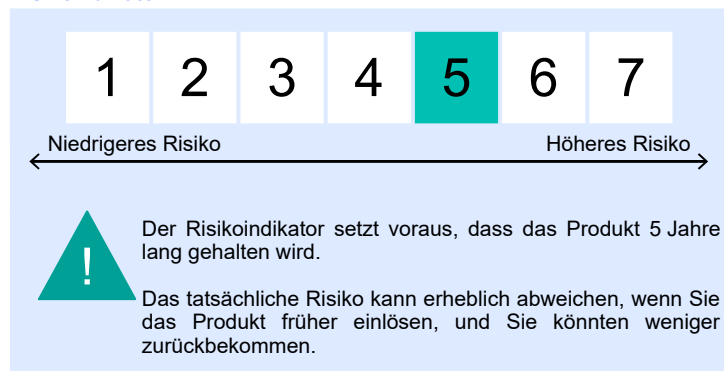 1 2 3 4 5 6 7
Niedrigeres Risiko Höheres Risiko
!
Der Risikoindikator setzt voraus, dass das Produkt 5 Jahre
lang gehalten wird.
Das tatsächliche Risiko kann erheblich abweichen, wenn Sie
das Produkt früher einlösen, und Sie könnten weniger
zurückbekommen.